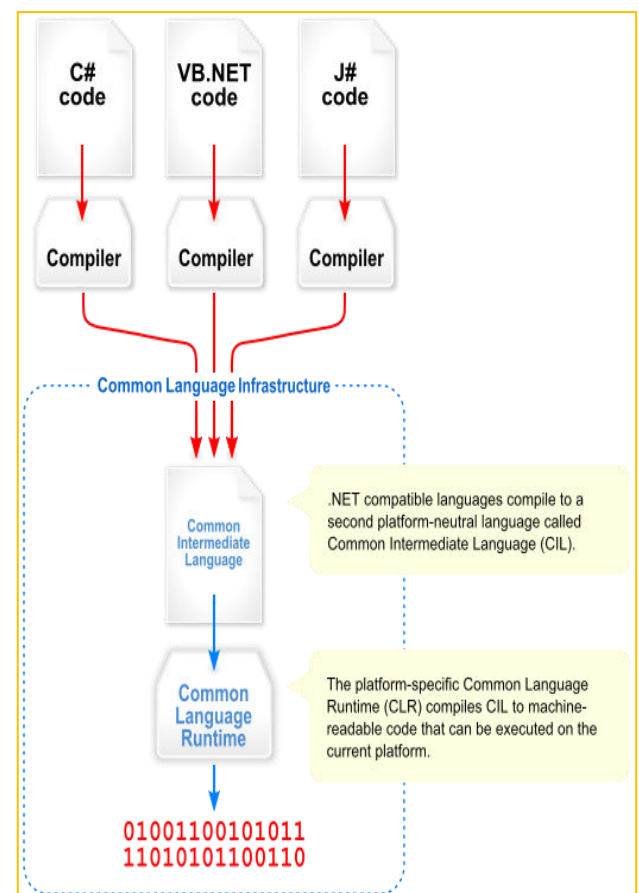 C#
code
VB.NET
code
J#
code
Compiler
Compiler
Compiler
Common Language Infrastructure
Common
Intermediate
Language
.NET compatible languages compile to a
second platform-neutral language called
Common Intermediate Language (CIL).
Common
Language
Runtime
The platform-specific Common Language
Runtime (CLR) compiles CIL to machine-
readable code that can be executed on the
current platform.
01001100101011
11010101100110